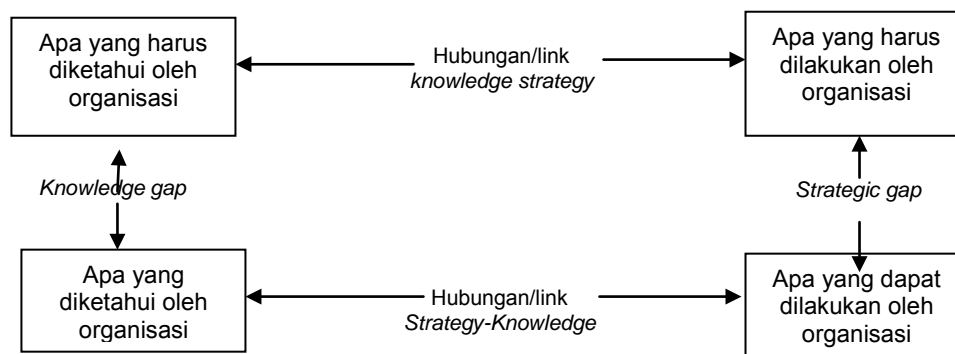 Apa yang harus
diketahui oleh
organisasi
Hubungan/link
knowledge strategy
Apa yang harus
dilakukan oleh
organisasi
Knowledge gap
Strategic gap
Apa yang
diketahui oleh
organisasi
Hubungan/link
Strategy-Knowledge
Apa yang dapat
dilakukan oleh
organisasi